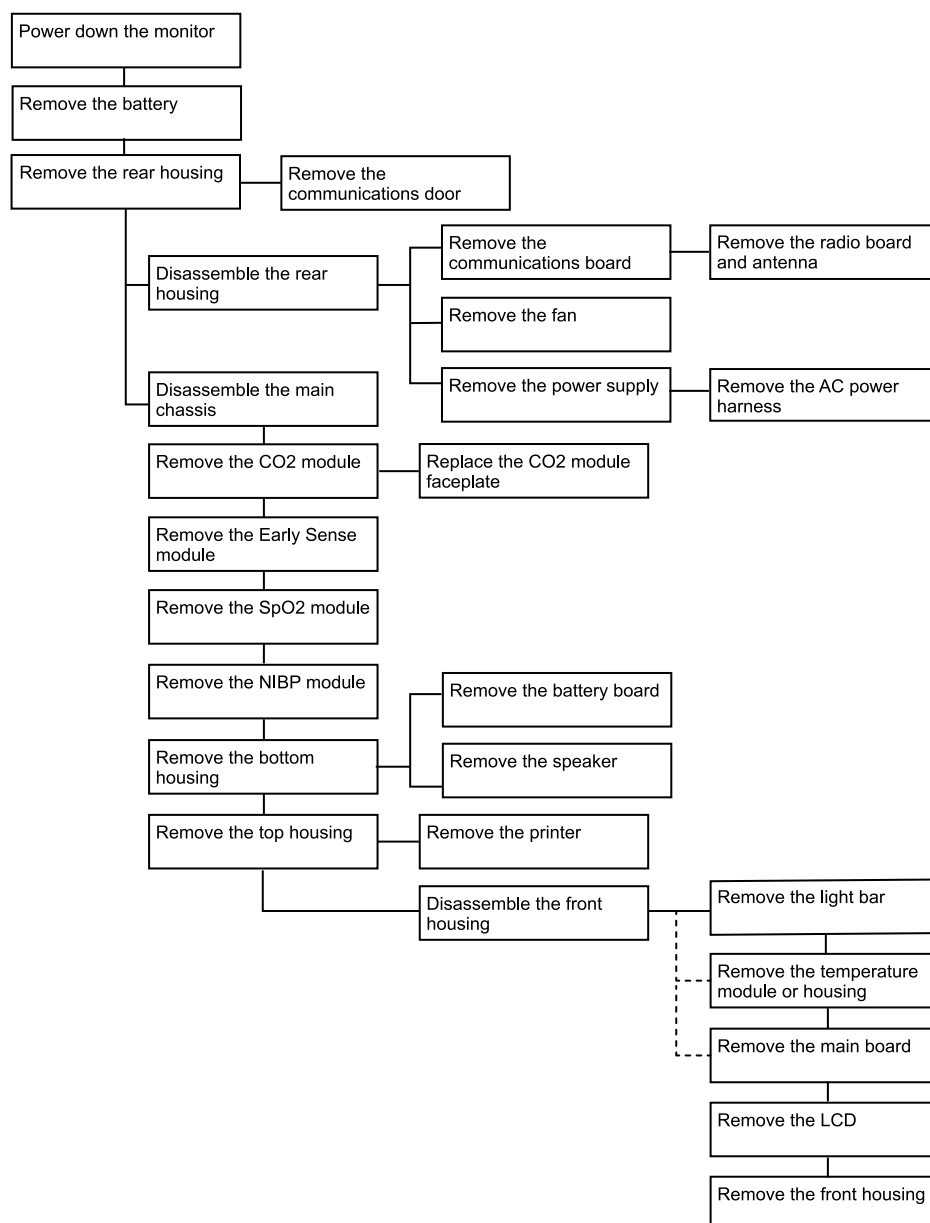 Power down the monitor
Remove the battery
Remove the rear housing
Remove the
communications door
Disassemble the rear
housing
Remove the
communications board
Remove the radio board
and antenna
Remove the fan
Remove the power supply
Remove the AC power
harness
Disassemble the main
chassis
Remove the CO2 module
Replace the CO2 module
faceplate
Remove the Early Sense
module
Remove the SpO2 module
Remove the NIBP module
Remove the battery board
Remove the bottom
housing
Remove the speaker
Remove the top housing
Remove the printer
Disassemble the front
housing
Remove the light bar
Remove the temperature
module or housing
Remove the main board
Remove the LCD
Remove the front housing